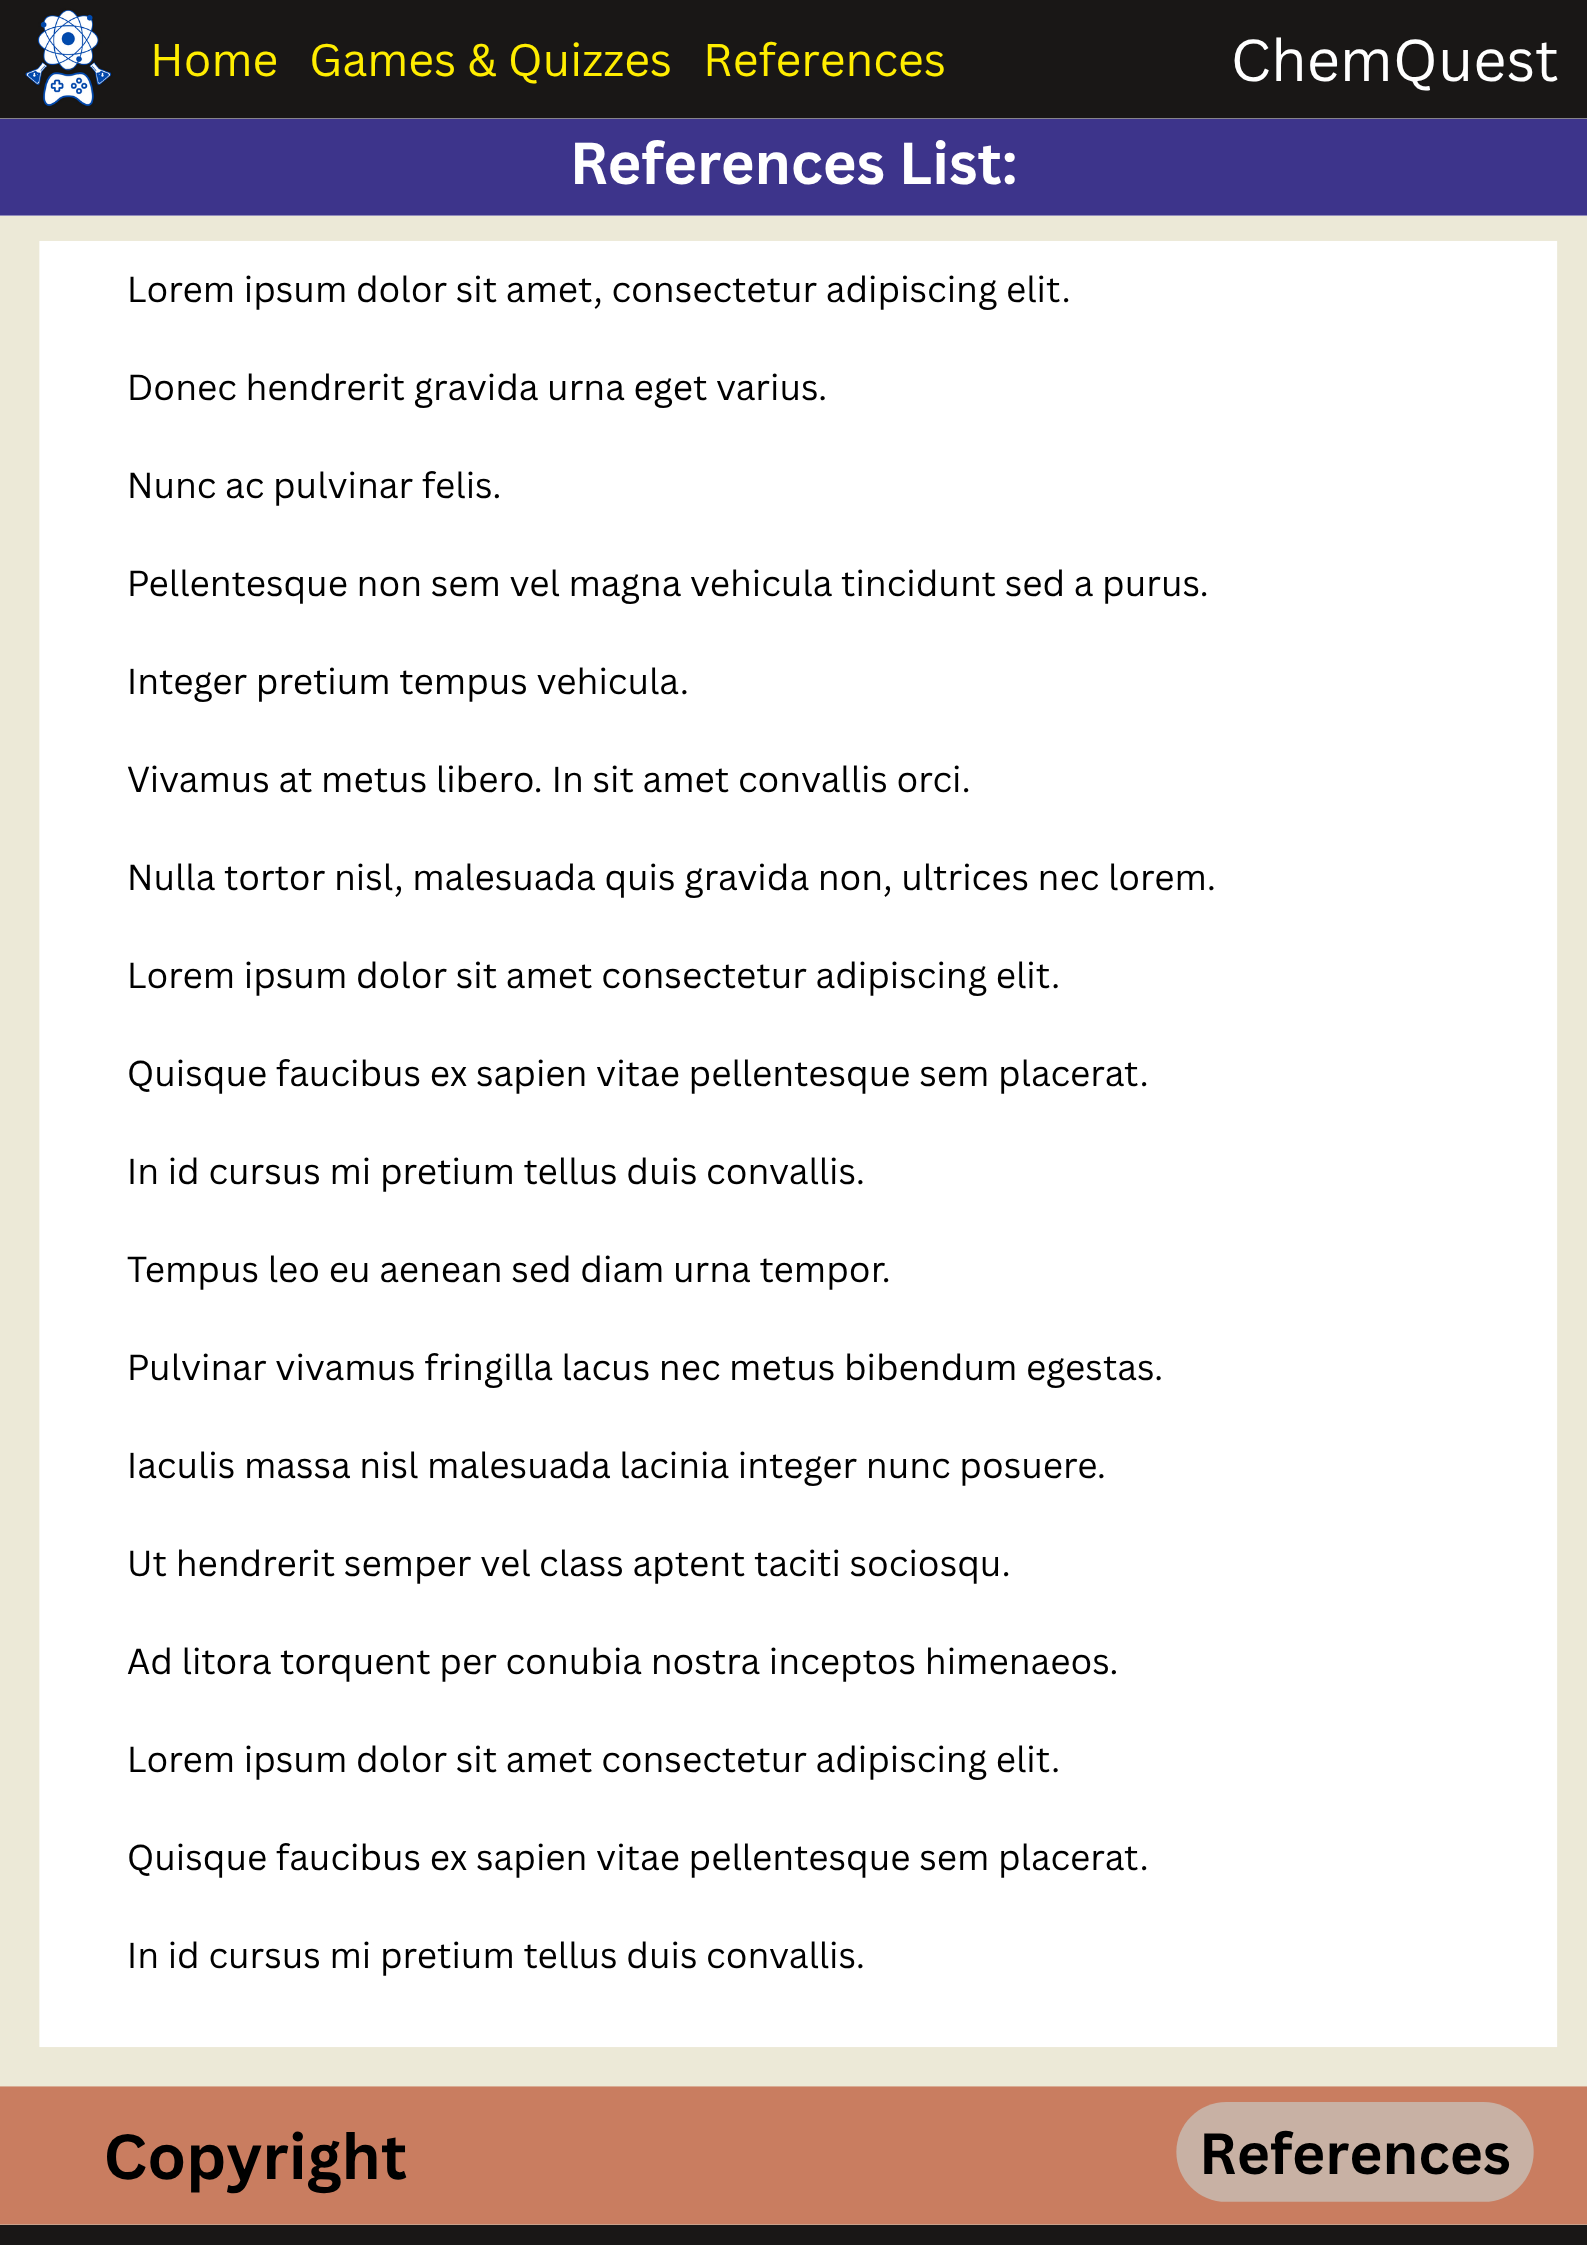 Home Games & Quizzes References ChemQuest
References List:
Lorem ipsum dolor sit amet, consectetur adipiscing elit.
Donec hendrerit gravida urna eget varius.
Nunc ac pulvinar felis.
Pellentesque non sem vel magna vehicula tincidunt sed a purus.
Integer pretium tempus vehicula.
Vivamus at metus libero. In sit amet convallis orci.
Nulla tortor nisl, malesuada quis gravida non, ultrices nec lorem.
Lorem ipsum dolor sit amet consectetur adipiscing elit.
Quisque faucibus ex sapien vitae pellentesque sem placerat.
In id cursus mi pretium tellus duis convallis.
Tempus leo eu aenean sed diam urna tempor.
Pulvinar vivamus fringilla lacus nec metus bibendum egestas.
Iaculis massa nisl malesuada lacinia integer nunc posuere.
Ut hendrerit semper vel class aptent taciti sociosqu.
Ad litora torquent per conubia nostra inceptos himenaeos.
Lorem ipsum dolor sit amet consectetur adipiscing elit.
Quisque faucibus ex sapien vitae pellentesque sem placerat.
In id cursus mi pretium tellus duis convallis.
Copyright References